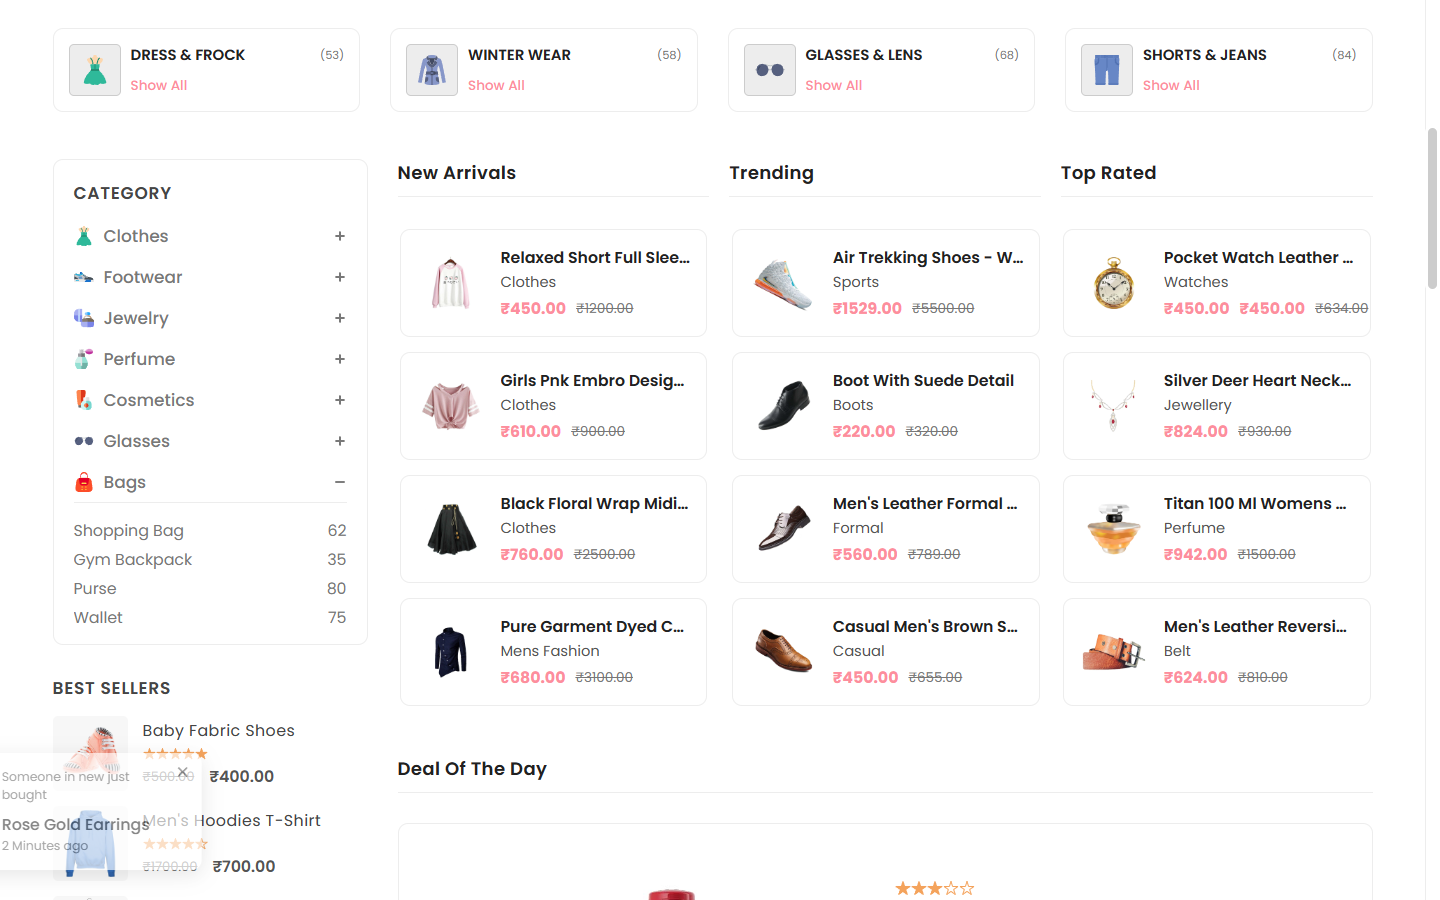 DRESS & FROCK (53)
Show All
WINTER WEAR (58)
Show All
GLASSES & LENS (68)
Show All
SHORTS & JEANS (84)
Show All
CATEGORY
Clothes +
Footwear +
Jewelry +
Perfume +
Cosmetics +
Glasses +
Bags −
Shopping Bag 62
Gym Backpack 35
Purse 80
Wallet 75
BEST SELLERS
Baby Fabric Shoes
₹500.00 ₹400.00
Men's Hoodies T-Shirt
₹1700.00 ₹700.00
Someone in new just
bought
Rose Gold Earrings
2 Minutes ago
New Arrivals
Relaxed Short Full Slee...
Clothes
₹450.00 ₹1200.00
Girls Pnk Embro Desig...
Clothes
₹610.00 ₹900.00
Black Floral Wrap Midi...
Clothes
₹760.00 ₹2500.00
Pure Garment Dyed C...
Mens Fashion
₹680.00 ₹3100.00
Trending
Air Trekking Shoes - W...
Sports
₹1529.00 ₹5500.00
Boot With Suede Detail
Boots
₹220.00 ₹320.00
Men's Leather Formal ...
Formal
₹560.00 ₹789.00
Casual Men's Brown S...
Casual
₹450.00 ₹655.00
Top Rated
Pocket Watch Leather ...
Watches
₹450.00 ₹450.00 ₹634.00
Silver Deer Heart Neck...
Jewellery
₹824.00 ₹930.00
Titan 100 Ml Womens ...
Perfume
₹942.00 ₹1500.00
Men's Leather Reversi...
Belt
₹624.00 ₹810.00
Deal Of The Day